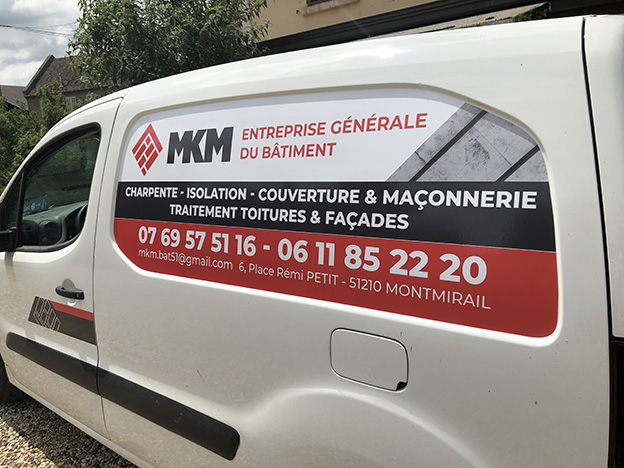 MKM
ENTREPRISE GÉNÉRALE
DU BÂTIMENT
CHARPENTE - ISOLATION - COUVERTURE & MAÇONNERIE
TRAITEMENT TOITURES & FAÇADES
07 69 57 51 16 - 06 11 85 22 20
mkm.bat51@gmail.com 6, Place Rémi PETIT - 51210 MONTMIRAIL